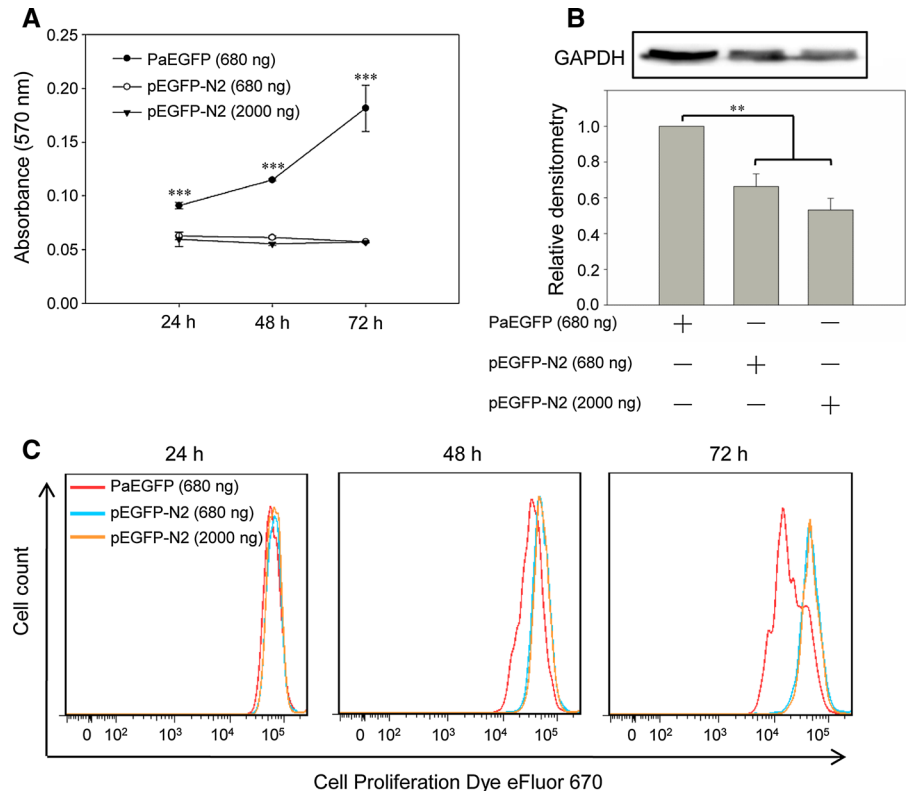 A
0.25
0.20
0.15
0.10
0.05
0.00
Absorbance (570 nm)
PaEGFP (680 ng)
pEGFP-N2 (680 ng)
pEGFP-N2 (2000 ng)
***
***
***
24 h 48 h 72 h
B
GAPDH
**
1.0
0.8
0.6
0.4
0.2
0.0
Relative densitometry
PaEGFP (680 ng) + — —
pEGFP-N2 (680 ng) — + —
pEGFP-N2 (2000 ng) — — +
C
24 h 48 h 72 h
PaEGFP (680 ng)
pEGFP-N2 (680 ng)
pEGFP-N2 (2000 ng)
Cell count
0 10² 10³ 10⁴ 10⁵
0 10² 10³ 10⁴ 10⁵
0 10² 10³ 10⁴ 10⁵
Cell Proliferation Dye eFluor 670